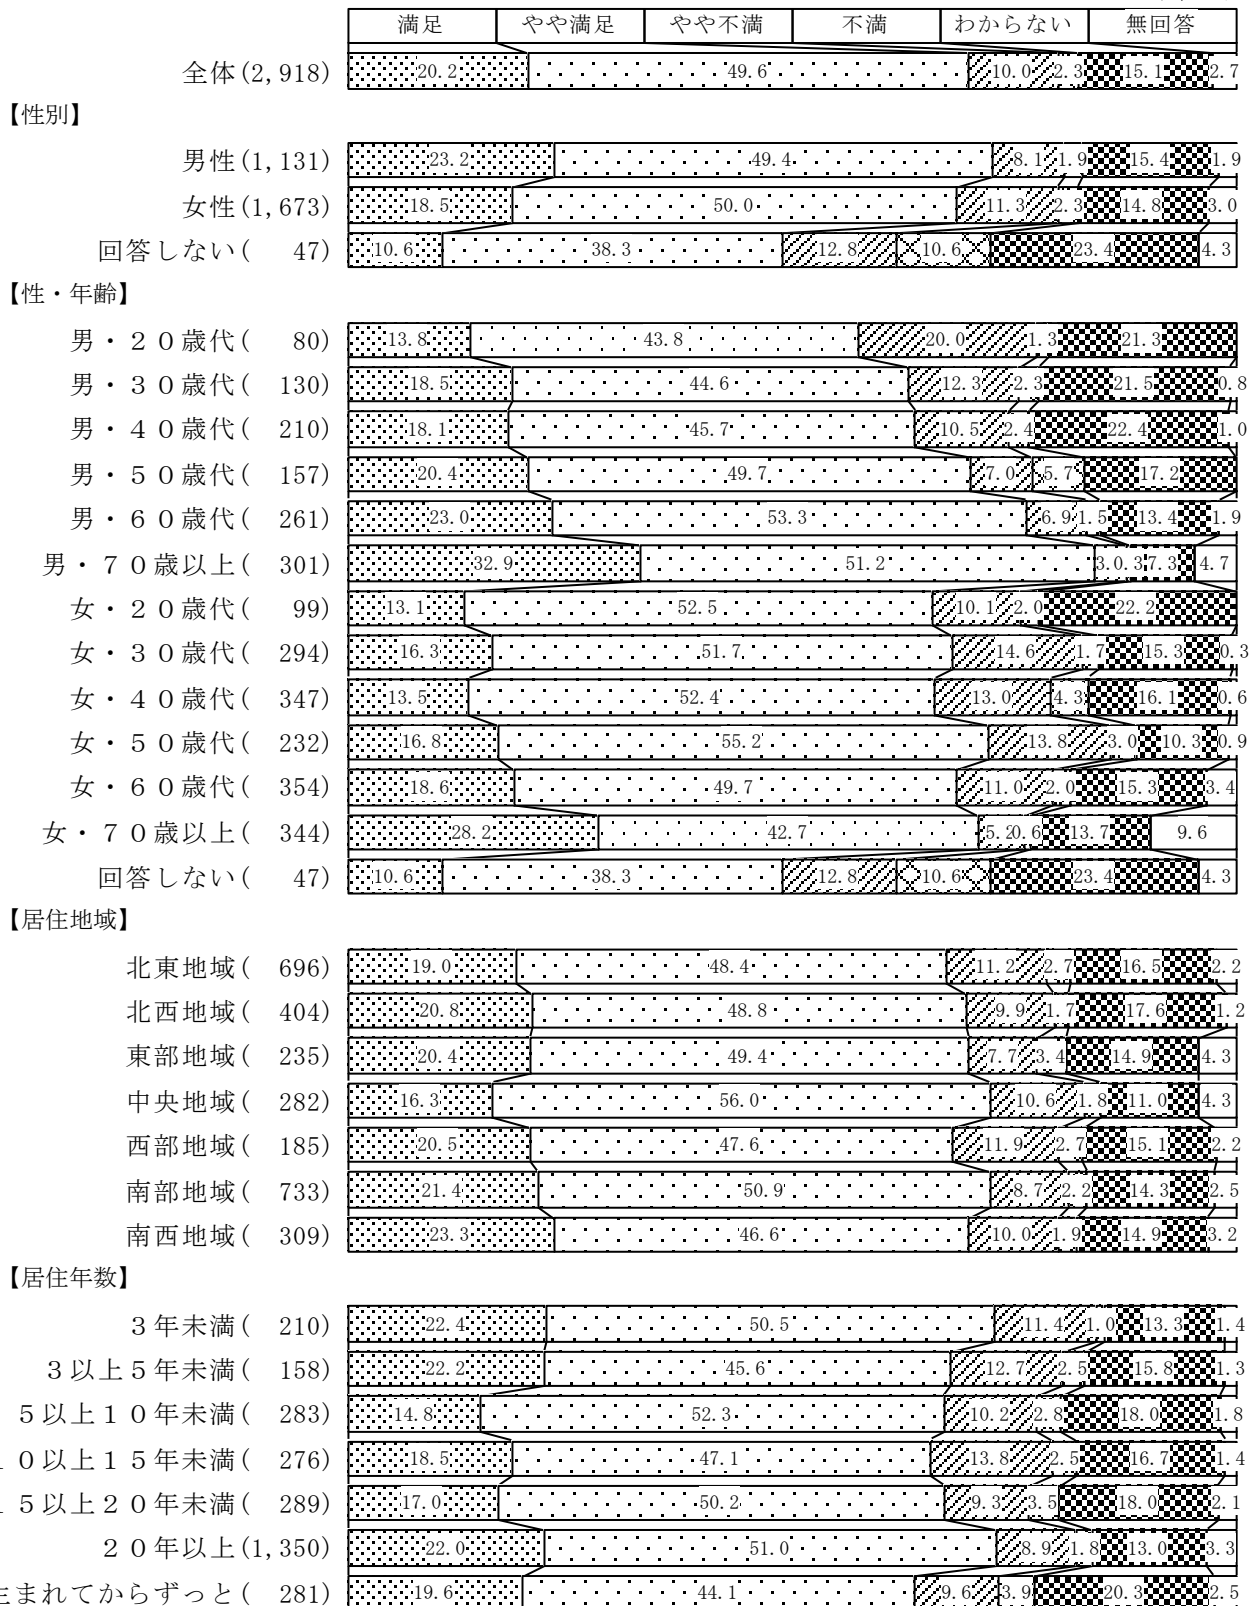 満足 やや満足 やや不満 不満 わからない 無回答
全体(2,918) 20.2 49.6 10.0 2.3 15.1 2.7
【性別】
男性(1,131) 23.2 49.4 8.1 1.9 15.4 1.9
女性(1,673) 18.5 50.0 11.3 2.3 14.8 3.0
回答しない( 47) 10.6 38.3 12.8 10.6 23.4 4.3
【性・年齢】
男・20歳代( 80) 13.8 43.8 20.0 1.3 21.3
男・30歳代( 130) 18.5 44.6 12.3 2.3 21.5 0.8
男・40歳代( 210) 18.1 45.7 10.5 2.4 22.4 1.0
男・50歳代( 157) 20.4 49.7 7.0 5.7 17.2
男・60歳代( 261) 23.0 53.3 6.9 1.5 13.4 1.9
男・70歳以上( 301) 32.9 51.2 3.0 0.3 7.3 4.7
女・20歳代( 99) 13.1 52.5 10.1 2.0 22.2
女・30歳代( 294) 16.3 51.7 14.6 1.7 15.3 0.3
女・40歳代( 347) 13.5 52.4 13.0 4.3 16.1 0.6
女・50歳代( 232) 16.8 55.2 13.8 3.0 10.3 0.9
女・60歳代( 354) 18.6 49.7 11.0 2.0 15.3 3.4
女・70歳以上( 344) 28.2 42.7 5.2 0.6 13.7 9.6
回答しない( 47) 10.6 38.3 12.8 10.6 23.4 4.3
【居住地域】
北東地域( 696) 19.0 48.4 11.2 2.7 16.5 2.2
北西地域( 404) 20.8 48.8 9.9 1.7 17.6 1.2
東部地域( 235) 20.4 49.4 7.7 3.4 14.9 4.3
中央地域( 282) 16.3 56.0 10.6 1.8 11.0 4.3
西部地域( 185) 20.5 47.6 11.9 2.7 15.1 2.2
南部地域( 733) 21.4 50.9 8.7 2.2 14.3 2.5
南西地域( 309) 23.3 46.6 10.0 1.9 14.9 3.2
【居住年数】
3年未満( 210) 22.4 50.5 11.4 1.0 13.3 1.4
3以上5年未満( 158) 22.2 45.6 12.7 2.5 15.8 1.3
5以上10年未満( 283) 14.8 52.3 10.2 2.8 18.0 1.8
0以上15年未満( 276) 18.5 47.1 13.8 2.5 16.7 1.4
5以上20年未満( 289) 17.0 50.2 9.3 3.5 18.0 2.1
20年以上(1,350) 22.0 51.0 8.9 1.8 13.0 3.3
まれてからずっと( 281) 19.6 44.1 9.6 3.9 20.3 2.5